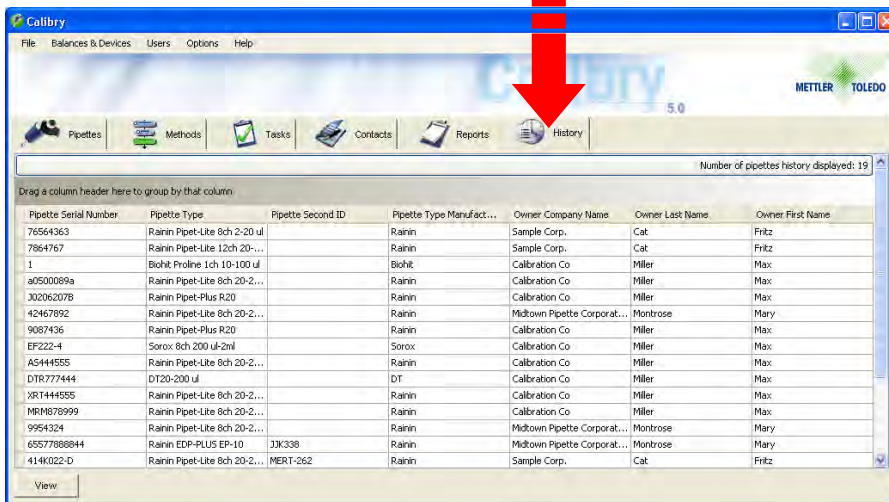 Calibry
File Balances & Devices Users Options Help
Calibry
5.0
METTLER TOLEDO
Pipettes Methods Tasks Contacts Reports History
Number of pipettes history displayed: 19
Drag a column header here to group by that column
Pipette Serial Number Pipette Type Pipette Second ID Pipette Type Manufact... Owner Company Name Owner Last Name Owner First Name
76564363 Rainin Pipet-Lite 8ch 2-20 ul Rainin Sample Corp. Cat Fritz
7864767 Rainin Pipet-Lite 12ch 20-... Rainin Sample Corp. Cat Fritz
1 Biohit Proline 1ch 10-100 ul Biohit Calibration Co Miller Max
a0500089a Rainin Pipet-Lite 8ch 20-2... Rainin Calibration Co Miller Max
J0206207B Rainin Pipet-Plus R20 Rainin Calibration Co Miller Max
42467892 Rainin Pipet-Lite 8ch 20-2... Rainin Midtown Pipette Corporat... Montrose Mary
9087436 Rainin Pipet-Plus R20 Rainin Calibration Co Miller Max
EF222-4 Sorox 8ch 200 ul-2ml Sorox Calibration Co Miller Max
AS444555 Rainin Pipet-Lite 8ch 20-2... Rainin Calibration Co Miller Max
DTR777444 DT20-200 ul DT Calibration Co Miller Max
XRT444555 Rainin Pipet-Lite 8ch 20-2... Rainin Calibration Co Miller Max
MRM878999 Rainin Pipet-Lite 8ch 20-2... Rainin Calibration Co Miller Max
9954324 Rainin Pipet-Lite 8ch 20-2... Rainin Midtown Pipette Corporat... Montrose Mary
65577888844 Rainin EDP-PLUS EP-10 JJK338 Rainin Midtown Pipette Corporat... Montrose Mary
414K022-D Rainin Pipet-Lite 8ch 20-2... MERT-262 Rainin Sample Corp. Cat Fritz
View